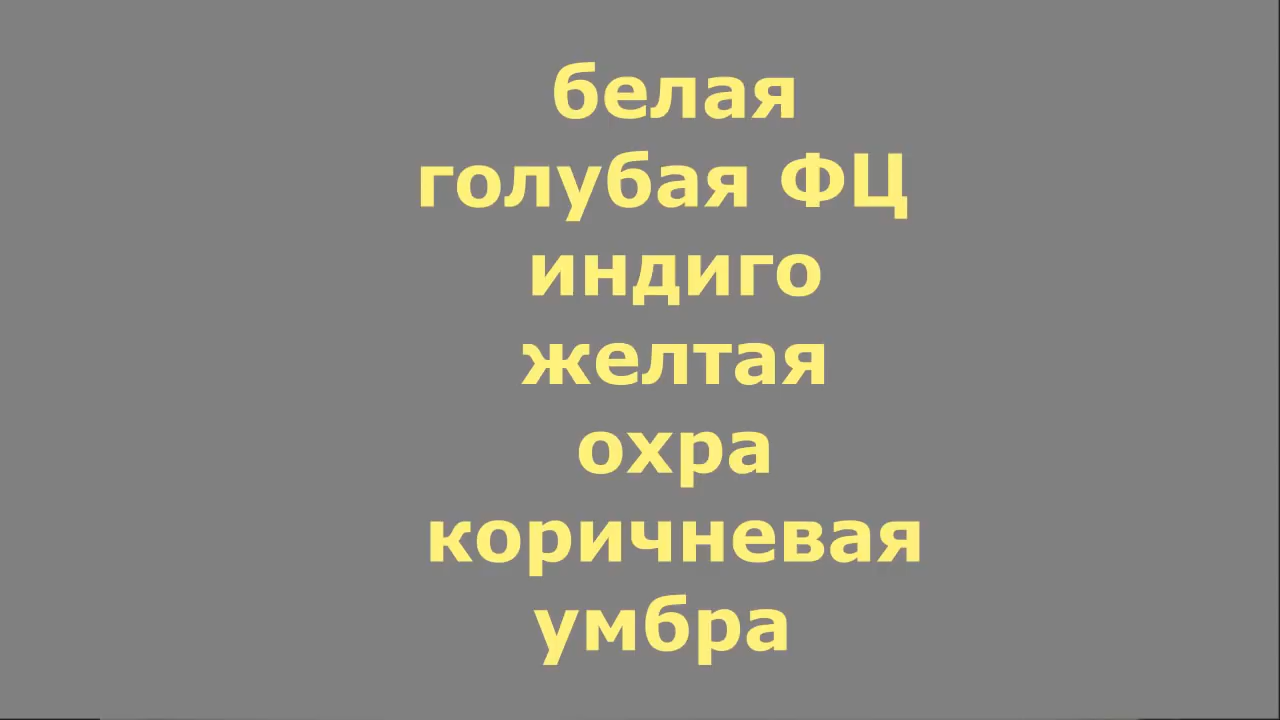 белая
голубая ФЦ
индиго
желтая
охра
коричневая
умбра